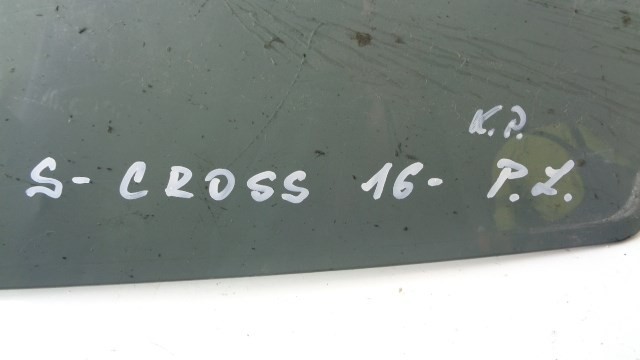 K.P.
S- CROSS 16- P.Z.